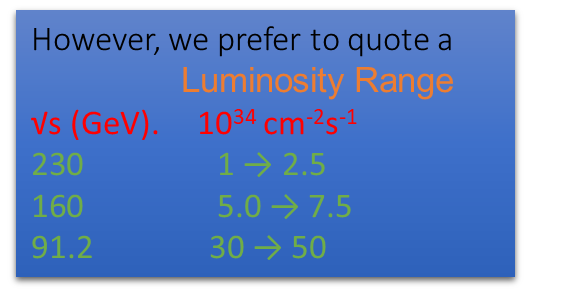 However, we prefer to quote a
Luminosity Range
√s (GeV). 10³⁴ cm⁻²s⁻¹
230 1 → 2.5
160 5.0 → 7.5
91.2 30 → 50